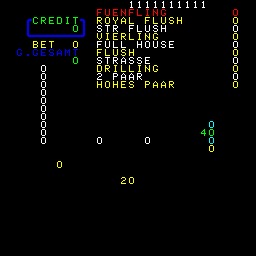 1111111111
FUENFLING 0
CREDIT ROYAL FLUSH 0
0 STR FLUSH 0
VIERLING 0
BET 0 FULL HOUSE 0
G.GESAMT FLUSH 0
0 STRASSE 0
0 DRILLING 0
0 2 PAAR 0
0 HOHES PAAR 0
0
0
0
0 0
0 40
0 0 0 0
0
0
20